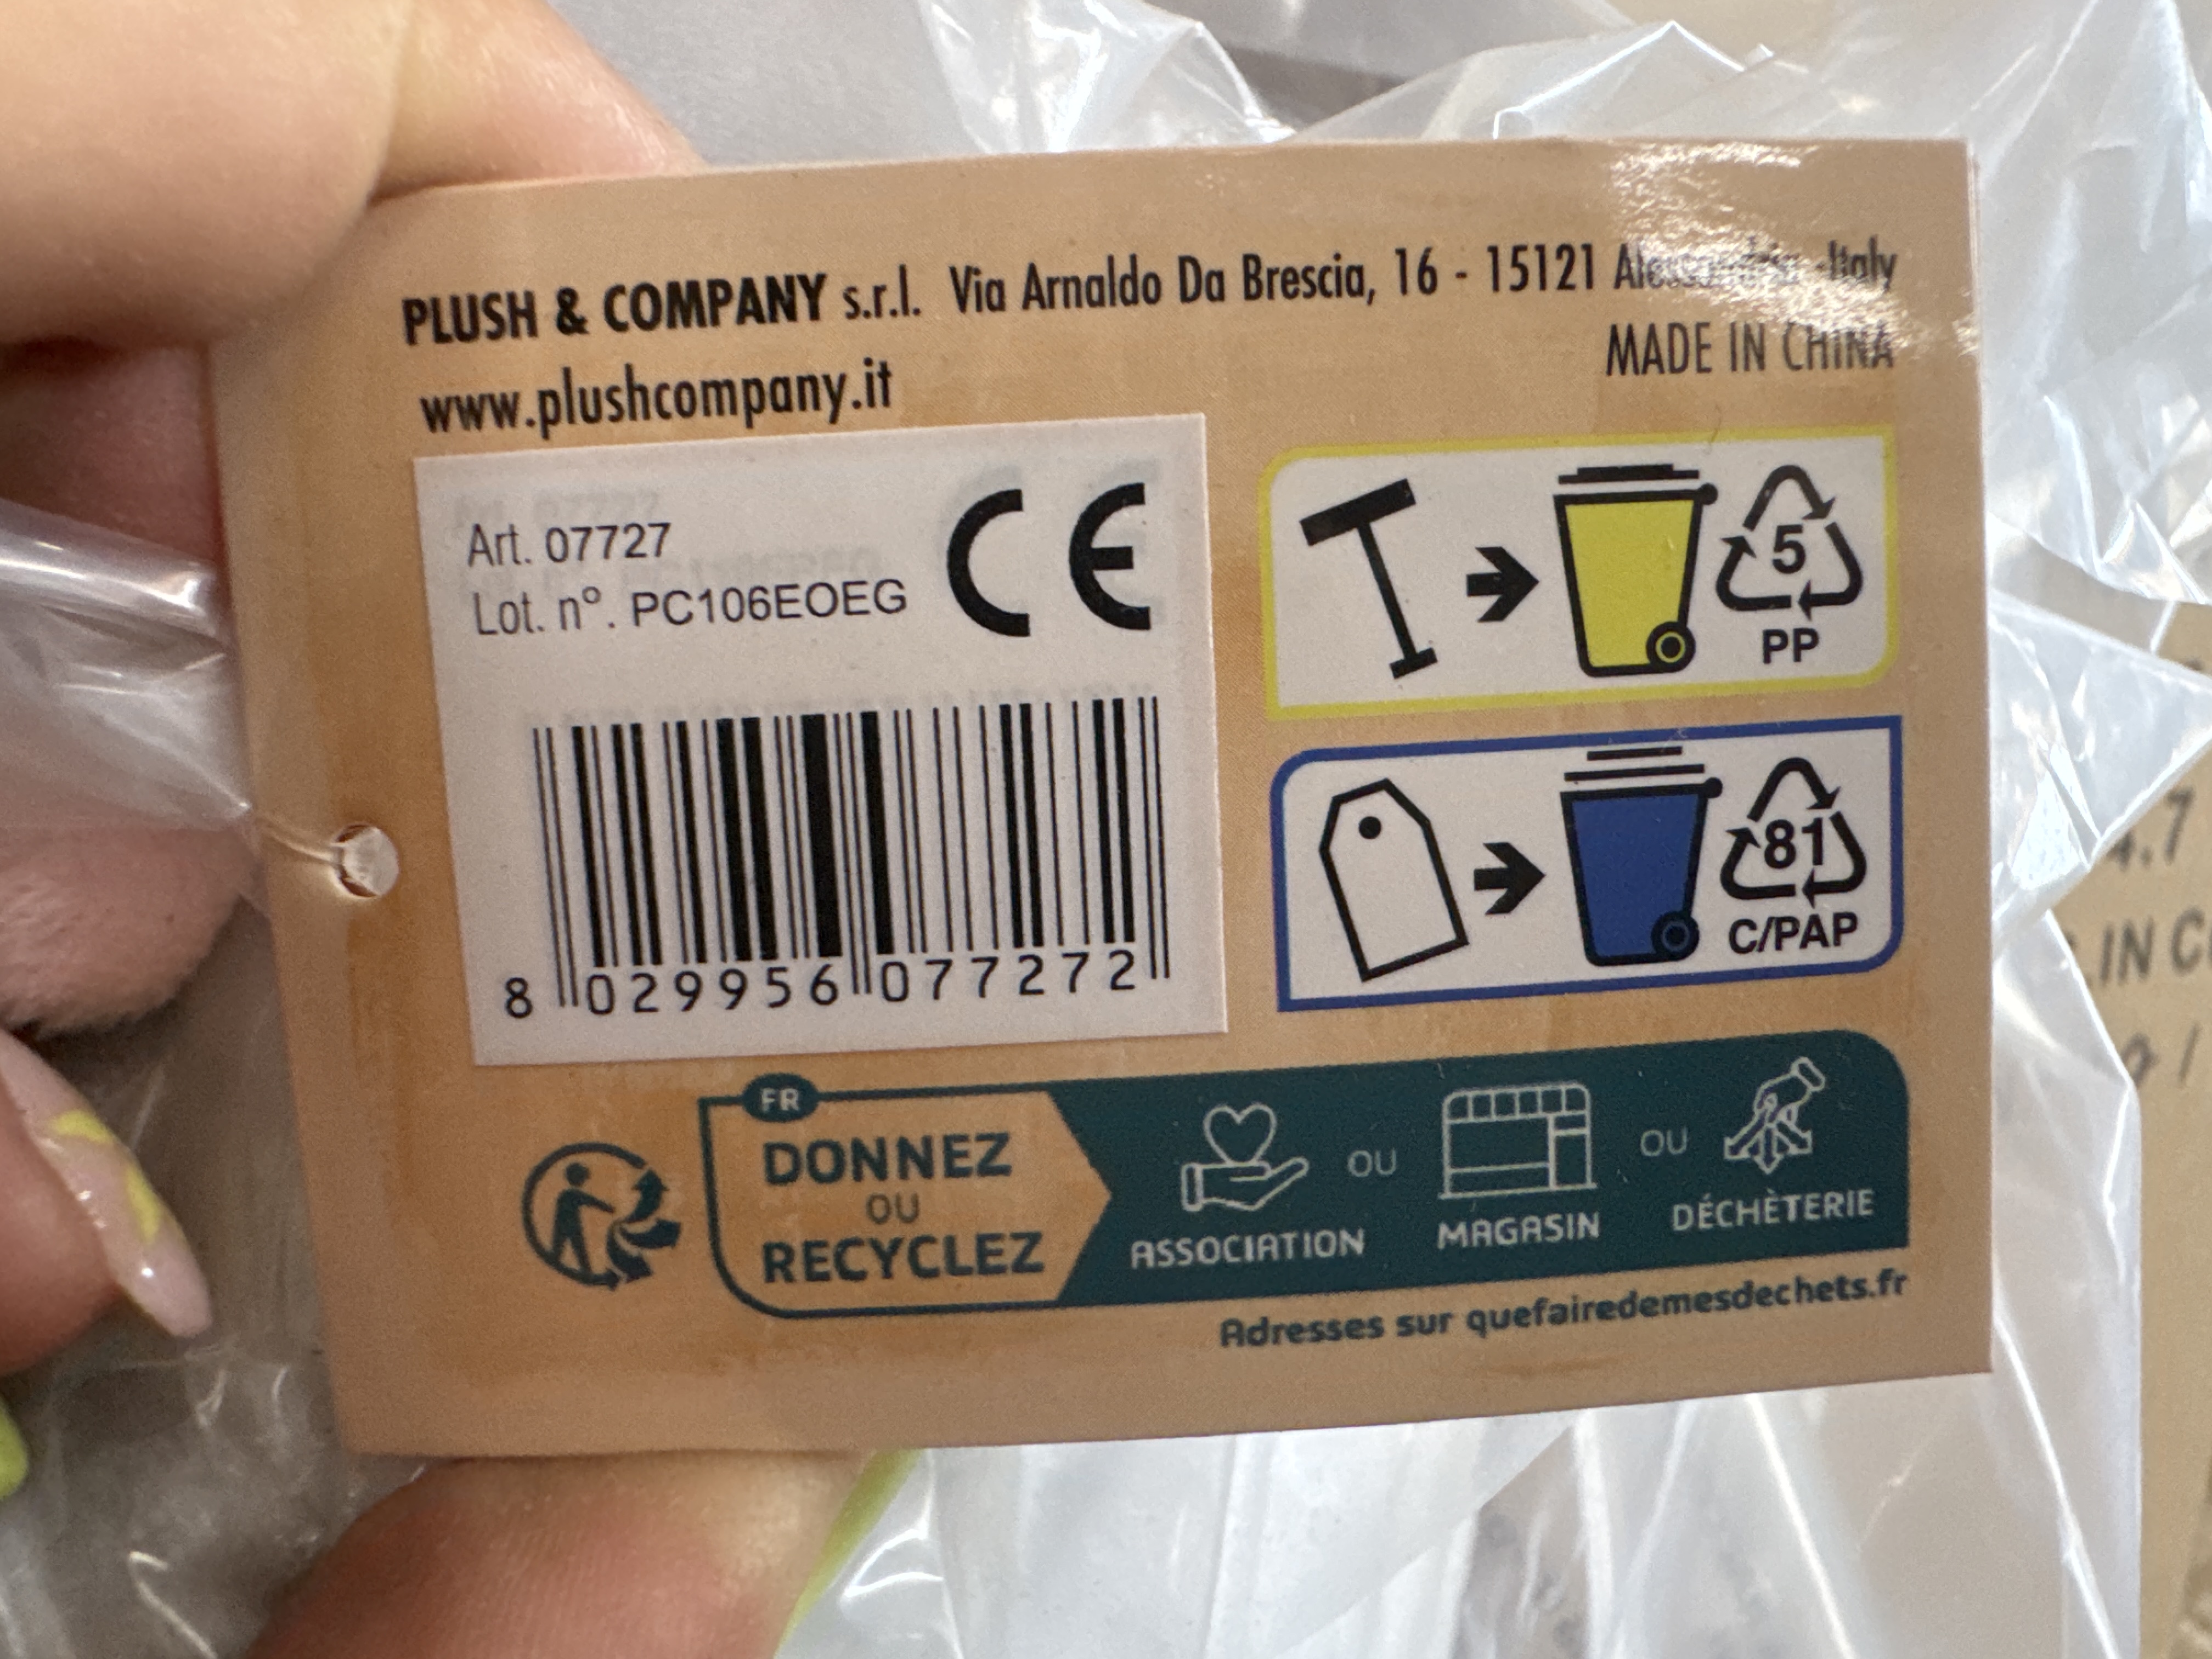 PLUSH & COMPANY s.r.l. Via Arnaldo Da Brescia, 16 - 15121 Alessandria -Italy
MADE IN CHINA
www.plushcompany.it
Art. 07727
Lot. n°. PC106EOEG
CE
8 029956 077272
5
PP
81
C/PAP
FR
DONNEZ
OU
RECYCLEZ
ASSOCIATION
OU
MAGASIN
OU
DÉCHÈTERIE
Adresses sur quefairedemesdechets.fr